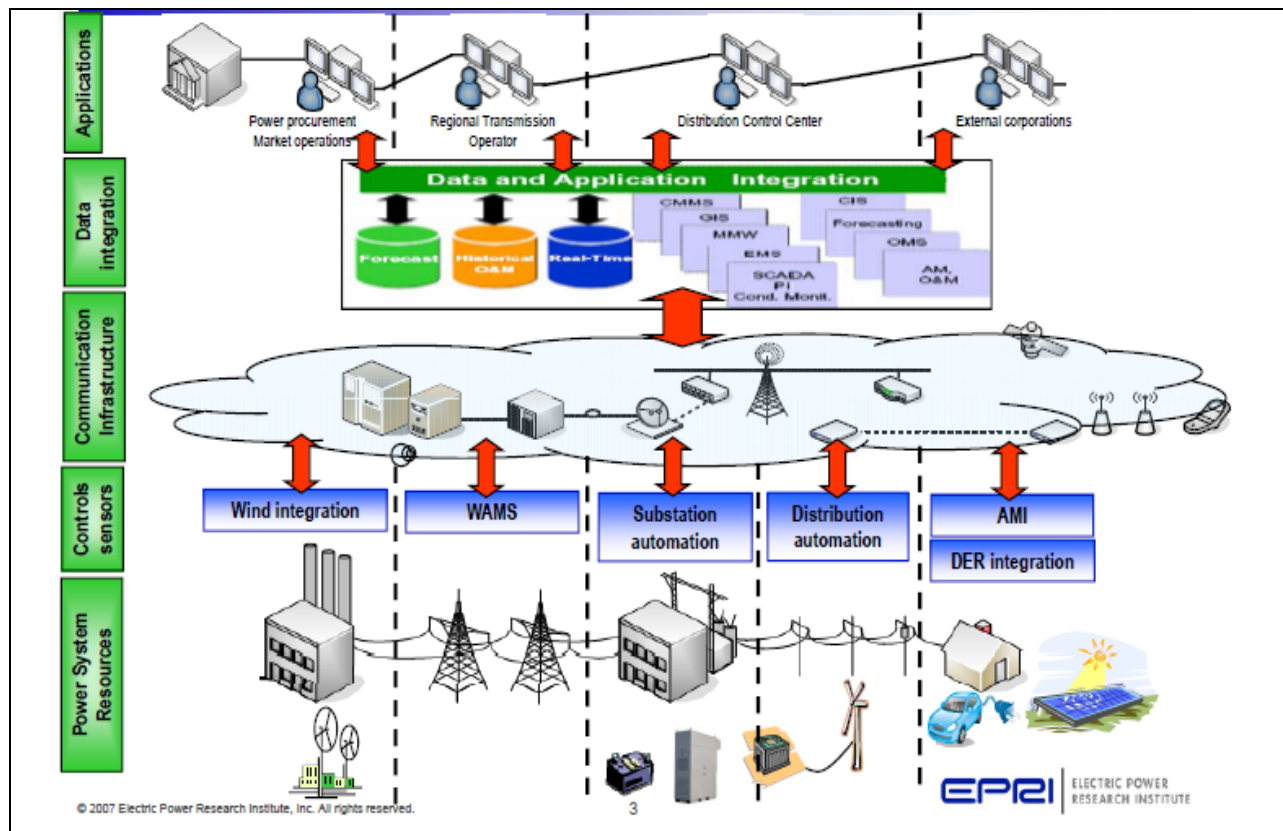 Applications
Power procurement
Market operations
Regional Transmission
Operator
Distribution Control Center
External corporations
Data
integration
Data and Application Integration
Forecast
Historical
O&M
Real-Time
CMMS
GIS
MMW
EMS
SCADA
PI
Cond. Monit.
CIS
Forecasting
OMS
AM,
O&M
Communication
Infrastructure
Controls
sensors
Wind integration
WAMS
Substation
automation
Distribution
automation
AMI
DER integration
Power System
Resources
© 2007 Electric Power Research Institute, Inc. All rights reserved.
3
EPRI
ELECTRIC POWER
RESEARCH INSTITUTE